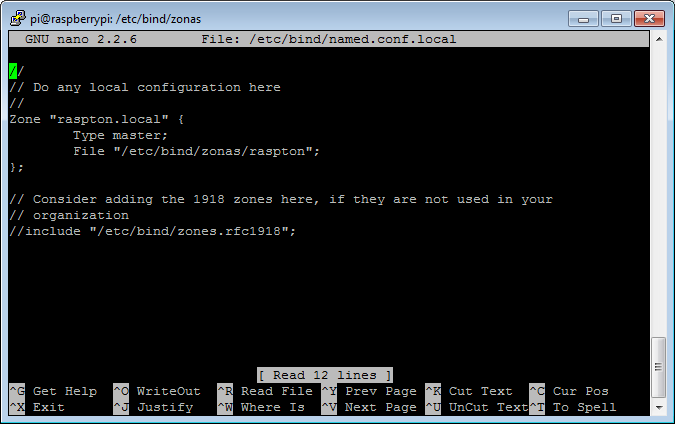 pi@raspberrypi: /etc/bind/zonas
GNU nano 2.2.6        File: /etc/bind/named.conf.local
//
// Do any local configuration here
//
Zone "raspton.local" {
        Type master;
        File "/etc/bind/zonas/raspton";
};
// Consider adding the 1918 zones here, if they are not used in your
// organization
//include "/etc/bind/zones.rfc1918";
[ Read 12 lines ]
^G Get Help  ^O WriteOut  ^R Read File ^Y Prev Page ^K Cut Text  ^C Cur Pos
^X Exit      ^J Justify   ^W Where Is  ^V Next Page ^U UnCut Text^T To Spell